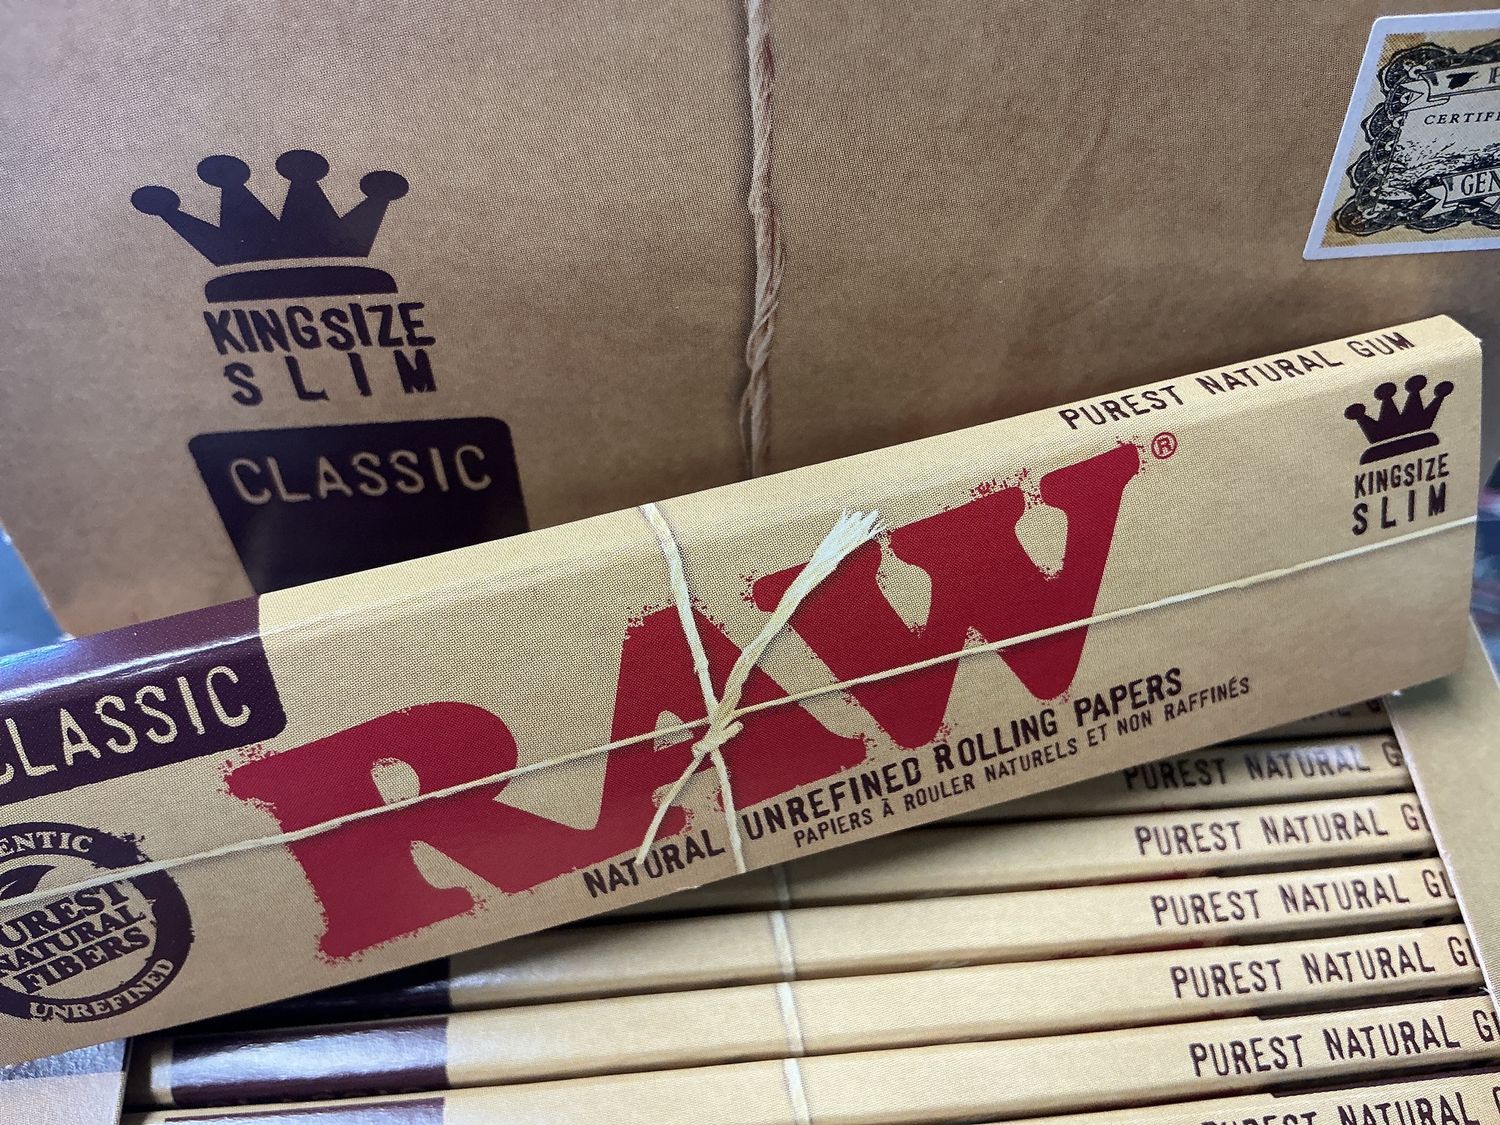 KINGSIZE
SLIM
CLASSIC
PUREST NATURAL GUM
RAW®
KINGSIZE
SLIM
CLASSIC
NATURAL UNREFINED ROLLING PAPERS
PAPIERS À ROULER NATURELS ET NON RAFFINÉS
PUREST
NATURAL
FIBERS
UNREFINED
PUREST NATURAL
PUREST NATURAL
PUREST NATURAL
PUREST NATURAL
PUREST NATURAL
PUREST NATURAL